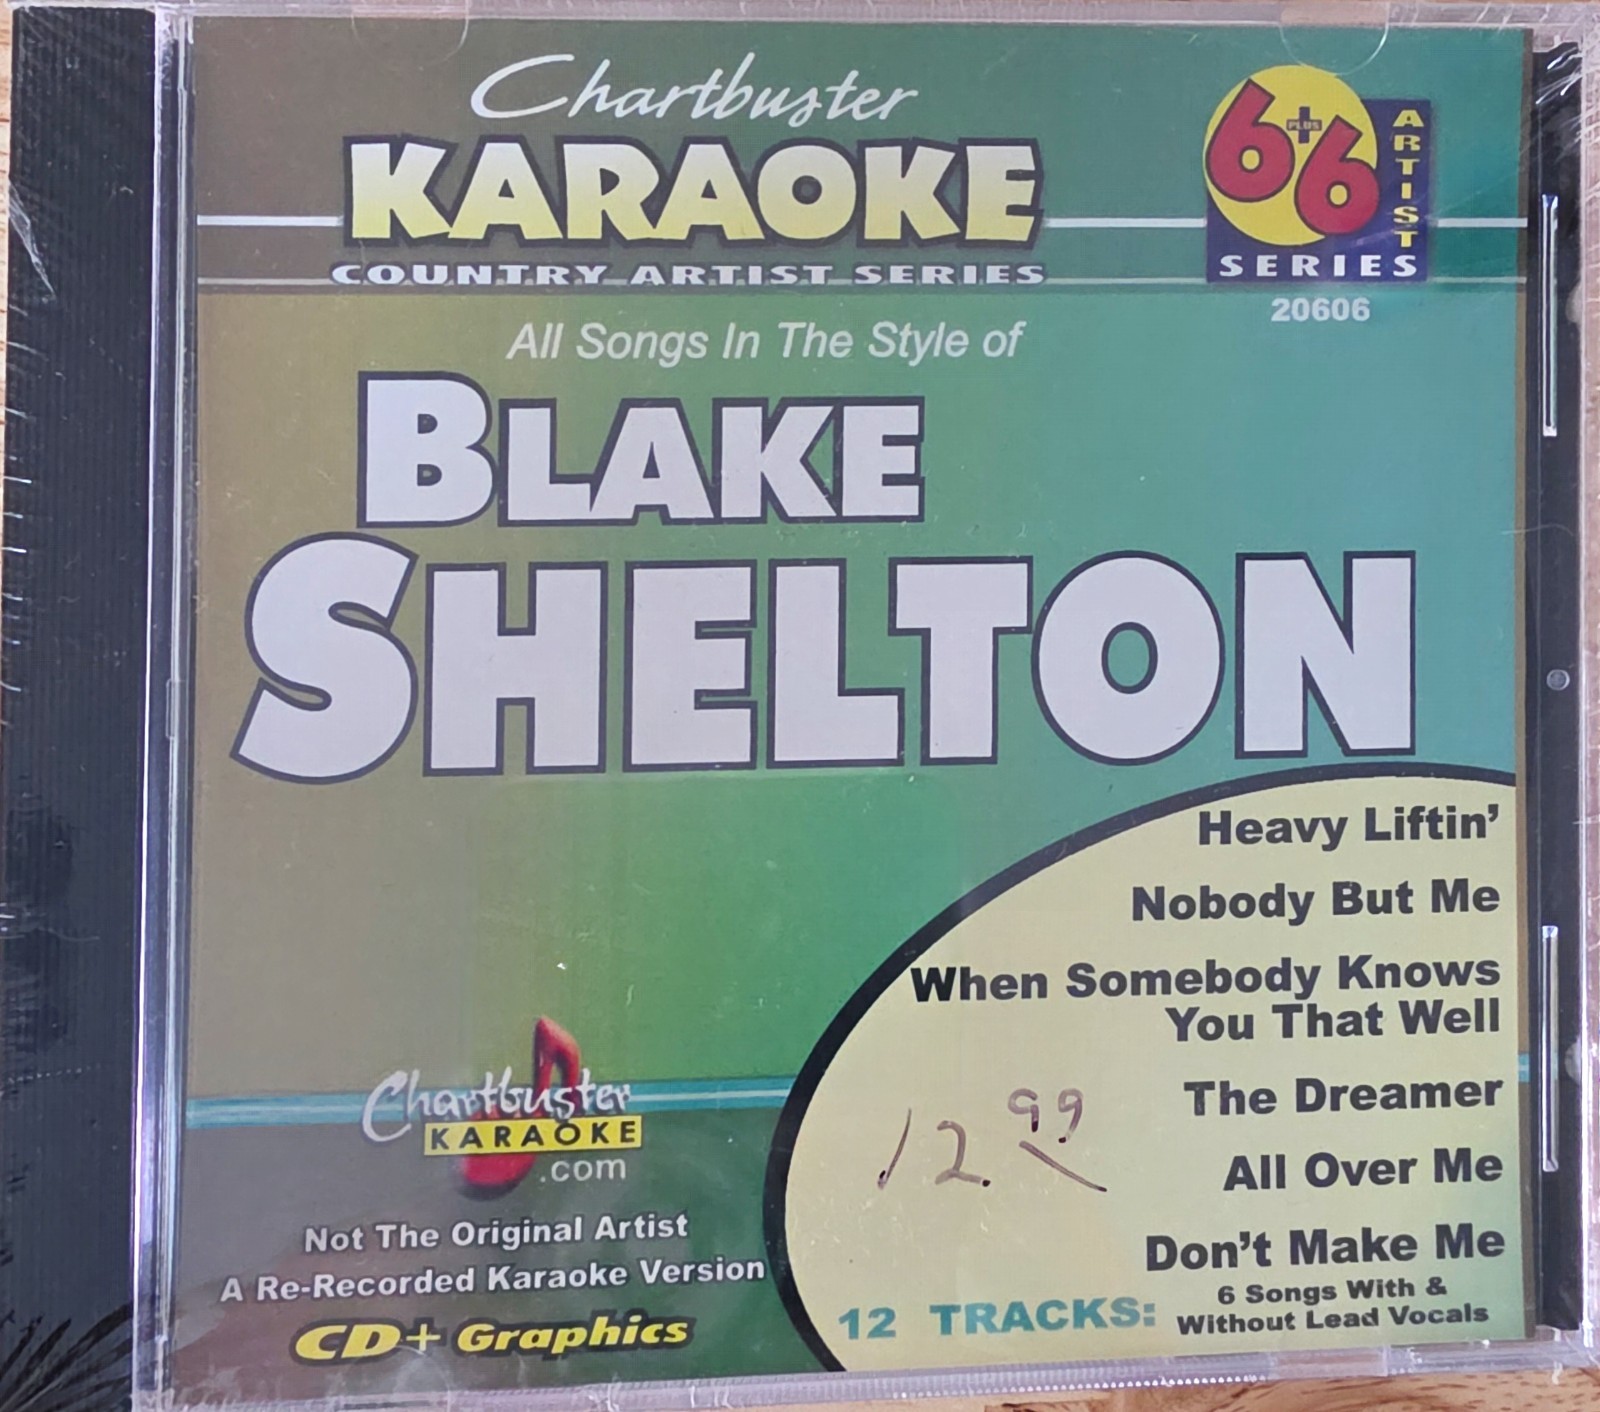 Chartbuster
KARAOKE
COUNTRY ARTIST SERIES
6 PLUS 6
ARTIST
SERIES
20606
All Songs In The Style of
BLAKE
SHELTON
Heavy Liftin'
Nobody But Me
When Somebody Knows
You That Well
The Dreamer
All Over Me
Don't Make Me
12 TRACKS:
6 Songs With &
Without Lead Vocals
12.99
Chartbuster
KARAOKE
.com
Not The Original Artist
A Re-Recorded Karaoke Version
CD+ Graphics